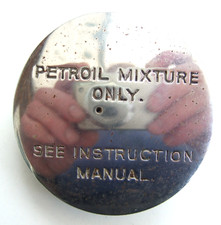 PETROIL MIXTURE
ONLY.
SEE INSTRUCTION
MANUAL.